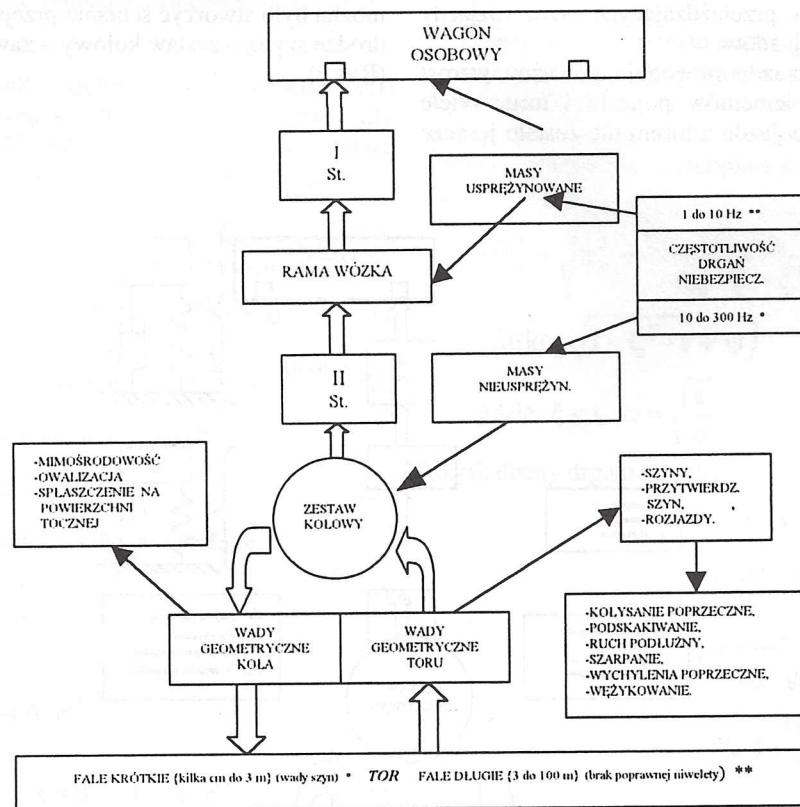 WAGON
OSOBOWY
I
St.
MASY
USPRĘŻYNOWANE
1 do 10 Hz **
CZĘSTOTLIWOŚĆ
DRGAŃ
NIEBEZPIECZ.
10 do 300 Hz *
RAMA WÓZKA
II
St.
MASY
NIEUSPRĘŻYN.
-MIMOŚRODOWOŚĆ
-OWALIZACJA
-SPŁASZCZENIE NA
POWIERZCHNI
TOCZNEJ
ZESTAW
KOŁOWY
-SZYNY,
-PRZYTWIERDZ.
SZYN,
-ROZJAZDY.
WADY
GEOMETRYCZNE
KOŁA
WADY
GEOMETRYCZNE
TORU
-KOŁYSANIE POPRZECZNE,
-PODSKAKIWANIE,
-RUCH PODŁUŻNY,
-SZARPANIE,
-WYCHYLENIA POPRZECZNE,
-WĘŻYKOWANIE.
FALE KRÓTKIE {kilka cm do 3 m} (wady szyn) * TOR FALE DŁUGIE {3 do 100 m} (brak poprawnej niwelety) **